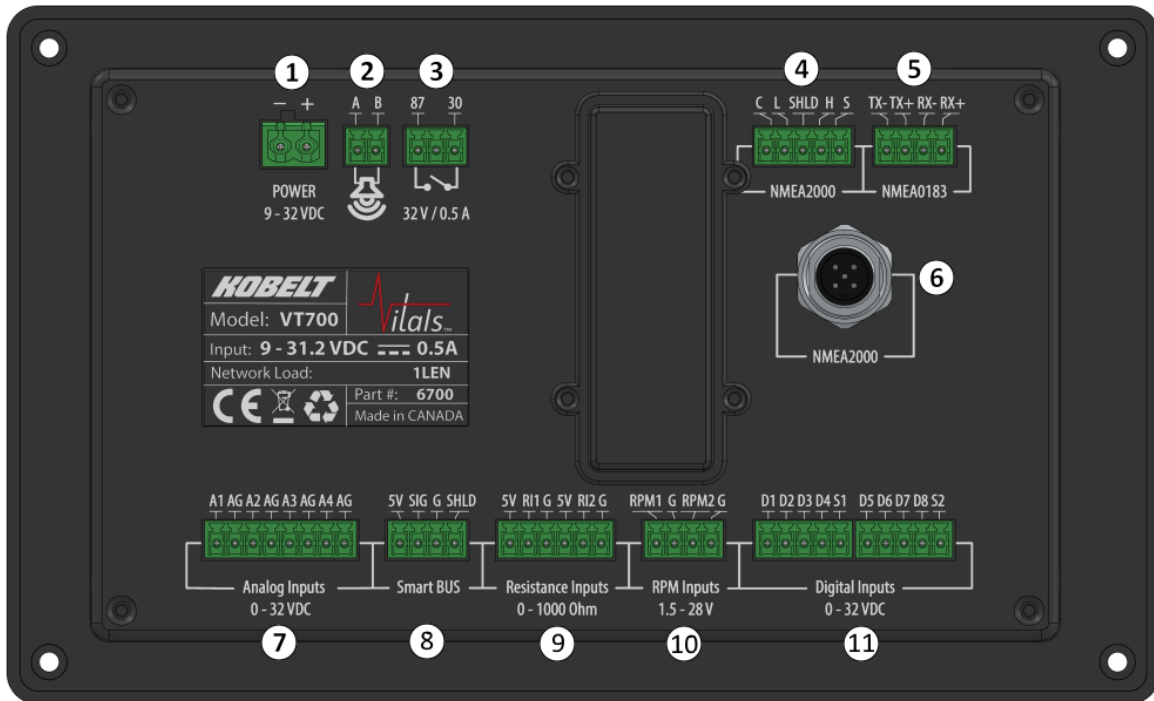 1 2 3 4 5
− +
A B
87 30
C L SHLD H S
TX- TX+ RX- RX+
POWER
9 - 32 VDC
32 V / 0.5 A
NMEA2000
NMEA0183
6
NMEA2000
KOBELT
Vitals™
Model: VT700
Input: 9 - 31.2 VDC 0.5A
Network Load: 1LEN
CE
Part #: 6700
Made in CANADA
A1 AG A2 AG A3 AG A4 AG
5V SIG G SHLD
5V RI1 G 5V RI2 G
RPM1 G RPM2 G
D1 D2 D3 D4 S1
D5 D6 D7 D8 S2
Analog Inputs
0 - 32 VDC
Smart BUS
Resistance Inputs
0 - 1000 Ohm
RPM Inputs
1.5 - 28 V
Digital Inputs
0 - 32 VDC
7 8 9 10 11